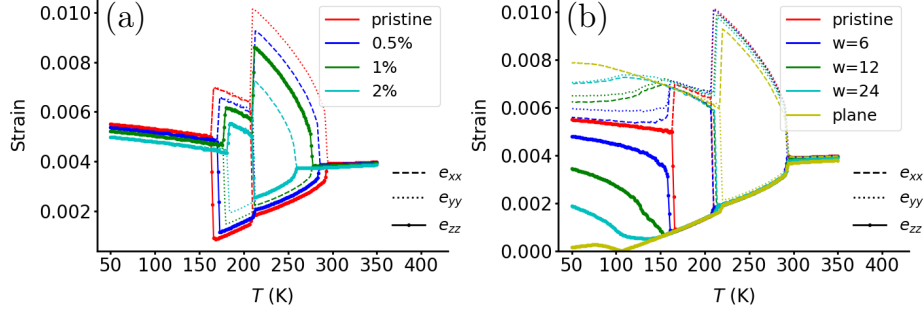 (a)
0.010
0.008
0.006
0.004
0.002
Strain
50 100 150 200 250 300 350 400
T (K)
pristine
0.5%
1%
2%
e_xx
e_yy
e_zz
(b)
0.010
0.008
0.006
0.004
0.002
0.000
Strain
50 100 150 200 250 300 350 400
T (K)
pristine
w=6
w=12
w=24
plane
e_xx
e_yy
e_zz